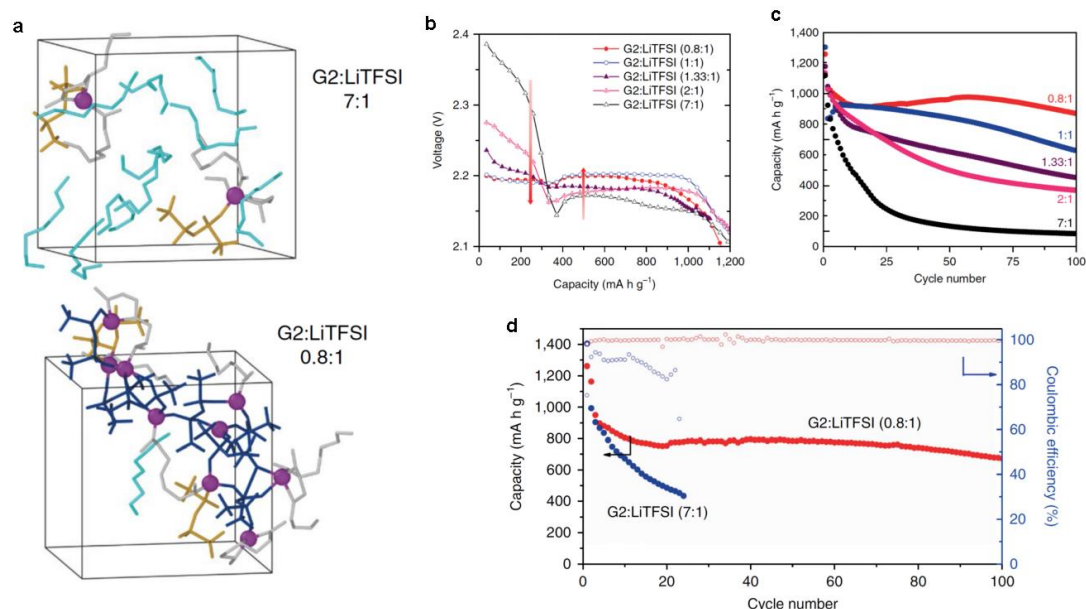 a
G2:LiTFSI
7:1
G2:LiTFSI
0.8:1
b
2.4
2.3
2.2
2.1
Voltage (V)
G2:LiTFSI (0.8:1)
G2:LiTFSI (1:1)
G2:LiTFSI (1.33:1)
G2:LiTFSI (2:1)
G2:LiTFSI (7:1)
0 200 400 600 800 1,000 1,200
Capacity (mA h g⁻¹)
c
1,400
1,200
1,000
800
600
400
200
0
Capacity (mA h g⁻¹)
0.8:1
1:1
1.33:1
2:1
7:1
0 25 50 75 100
Cycle number
d
1,400
1,200
1,000
800
600
400
200
0
Capacity (mA h g⁻¹)
G2:LiTFSI (0.8:1)
G2:LiTFSI (7:1)
100
80
60
40
20
0
Coulombic efficiency (%)
0 20 40 60 80 100
Cycle number